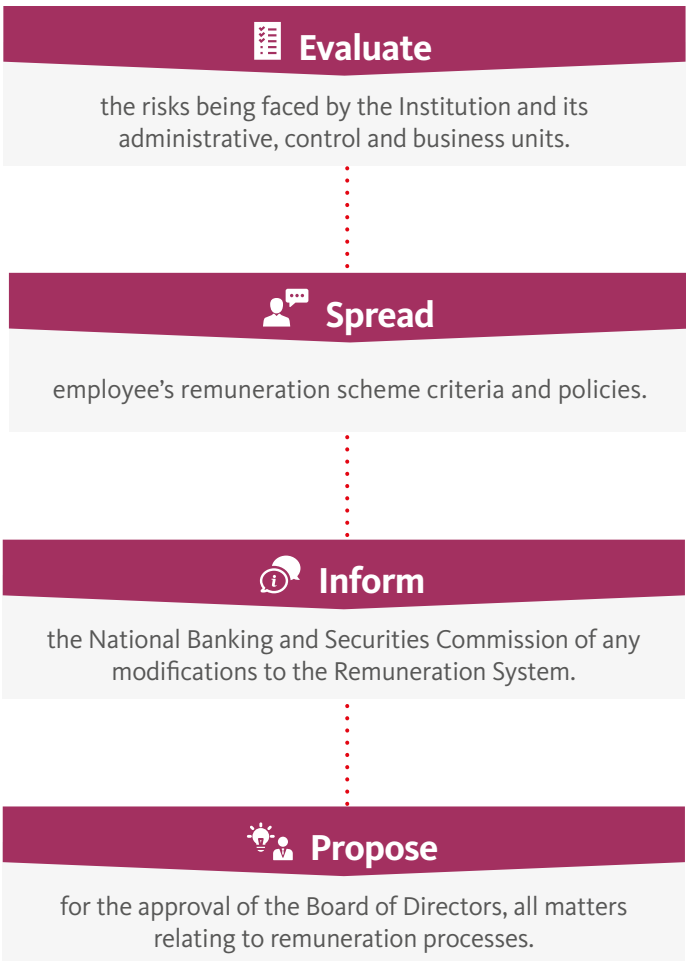 Evaluate
the risks being faced by the Institution and its
administrative, control and business units.
Spread
employee’s remuneration scheme criteria and policies.
Inform
the National Banking and Securities Commission of any
modifications to the Remuneration System.
Propose
for the approval of the Board of Directors, all matters
relating to remuneration processes.